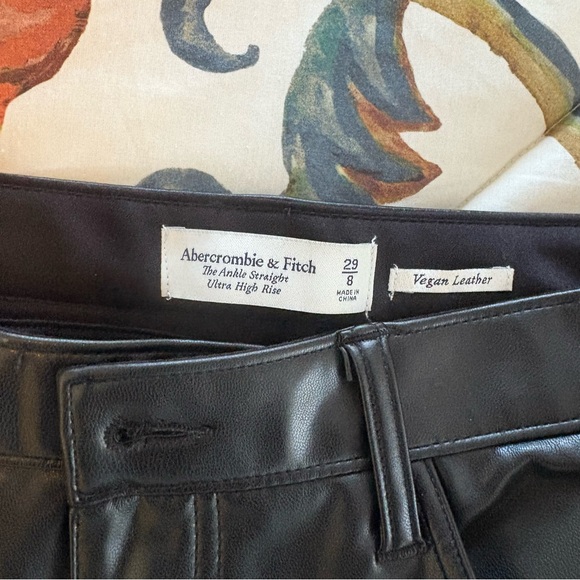 Abercrombie & Fitch
The Ankle Straight
Ultra High Rise
29
8
MADE IN
CHINA
Vegan Leather